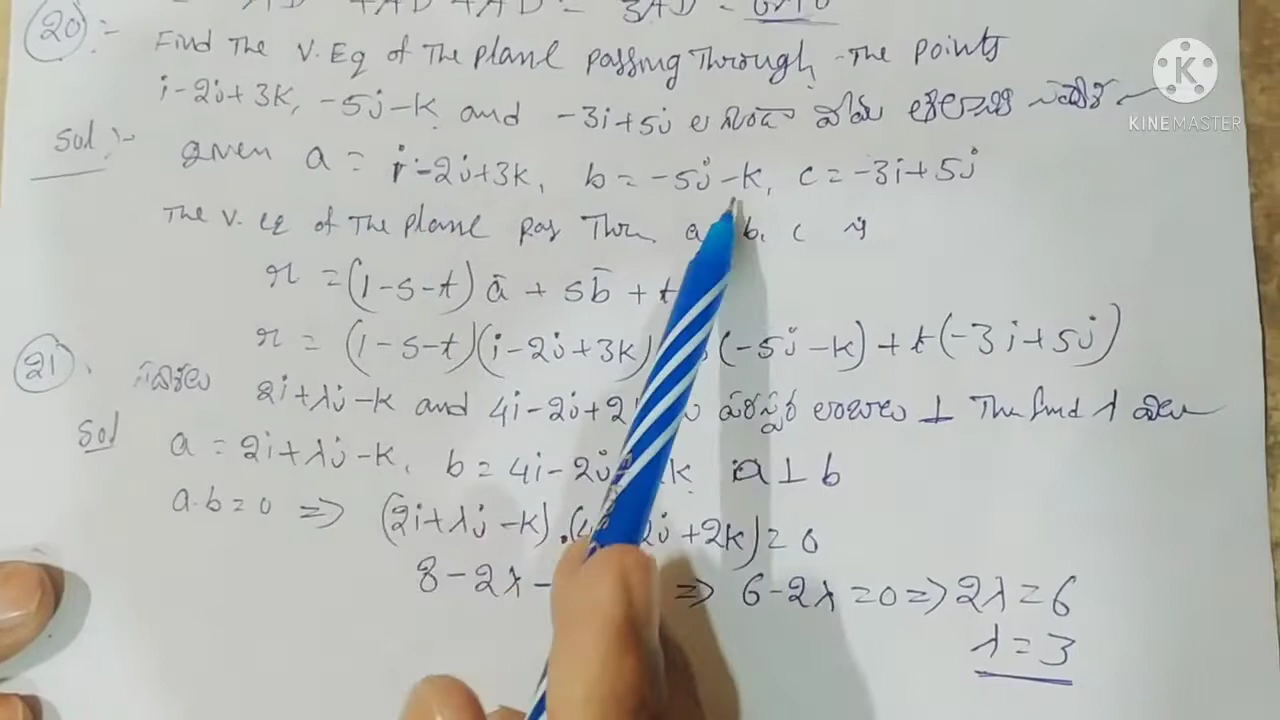 20) :- Find The V. Eq of The plane passing Through The points
KINEMASTER
i-2j+3k, -5j-k and -3i+5j
Sol :- given a = i-2j+3k, b = -5j-k, c = -3i+5j
The V. Eq of The plane pas Thro a b, c is
r = (1-s-t) a̅ + s b̅ + t
r = (1-s-t)(i-2j+3k) (-5j-k) + t(-3i+5j)
21). 2i+λj-k and 4i-2j+2 ⊥ The find λ
Sol a = 2i+λj-k, b = 4i-2j k a⊥b
a.b=0 ⇒ (2i+λj-k).(4 2j+2k)=0
8-2λ- ⇒ 6-2λ=0 ⇒ 2λ=6
λ=3